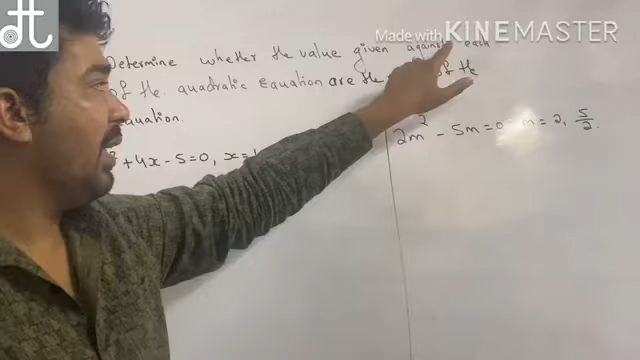 Made with KINEMASTER
Determine whether the value given against each
of the quadratic Equation are the of the
Equation.
+ 4x - 5 = 0, x = 1
2m² - 5m = 0 m = 2, 5/2.